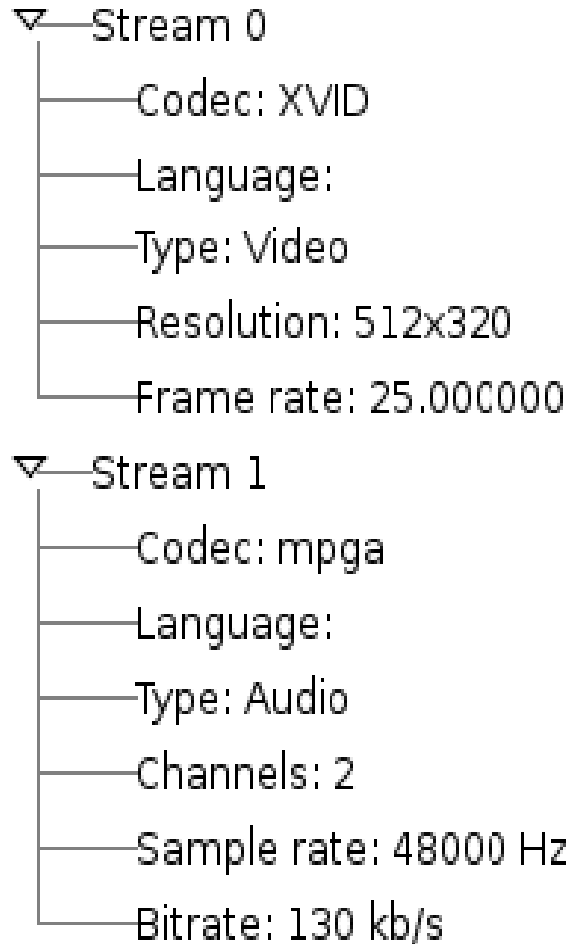 Stream 0
Codec: XVID
Language:
Type: Video
Resolution: 512x320
Frame rate: 25.000000
Stream 1
Codec: mpga
Language:
Type: Audio
Channels: 2
Sample rate: 48000 Hz
Bitrate: 130 kb/s